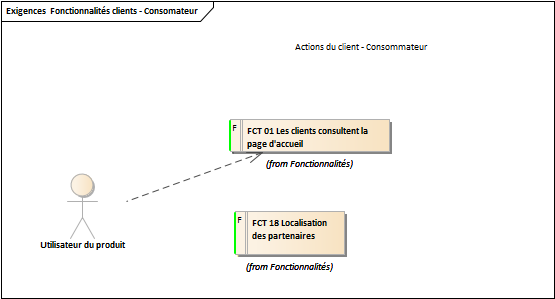 Exigences Fonctionnalités clients - Consomateur
Actions du client - Consommateur
F
FCT 01 Les clients consultent la
page d'accueil
(from Fonctionnalités)
F
FCT 18 Localisation
des partenaires
(from Fonctionnalités)
Utilisateur du produit